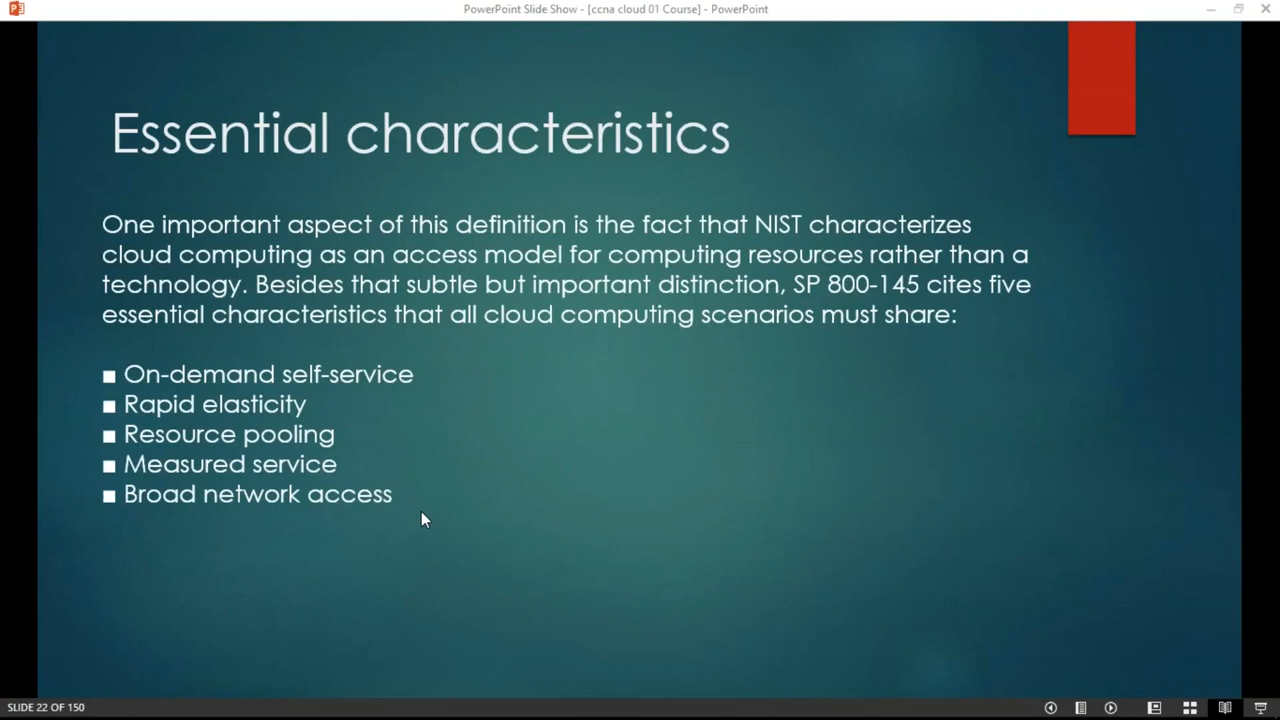 PowerPoint Slide Show - [ccna cloud 01 Course] - PowerPoint
Essential characteristics
One important aspect of this definition is the fact that NIST characterizes
cloud computing as an access model for computing resources rather than a
technology. Besides that subtle but important distinction, SP 800-145 cites five
essential characteristics that all cloud computing scenarios must share:
■ On-demand self-service
■ Rapid elasticity
■ Resource pooling
■ Measured service
■ Broad network access
SLIDE 22 OF 150